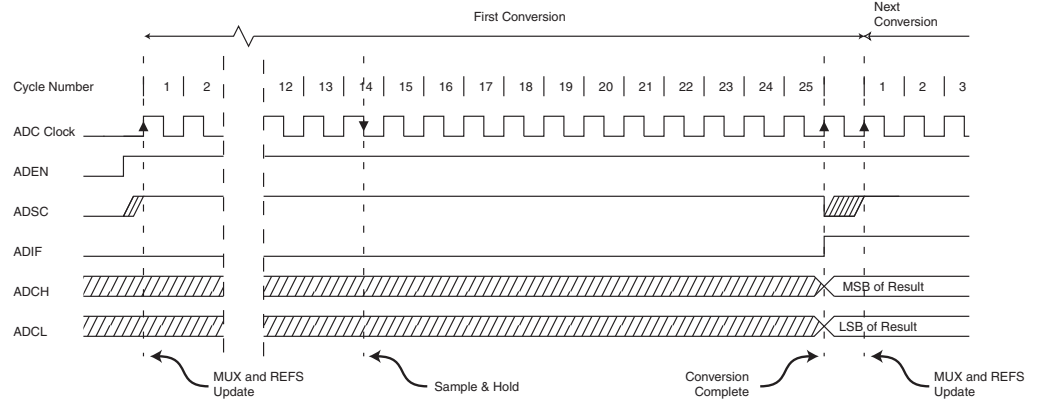 First Conversion
Next
Conversion
Cycle Number 1 2 12 13 14 15 16 17 18 19 20 21 22 23 24 25 1 2 3
ADC Clock
ADEN
ADSC
ADIF
ADCH MSB of Result
ADCL LSB of Result
MUX and REFS
Update
Sample & Hold
Conversion
Complete
MUX and REFS
Update